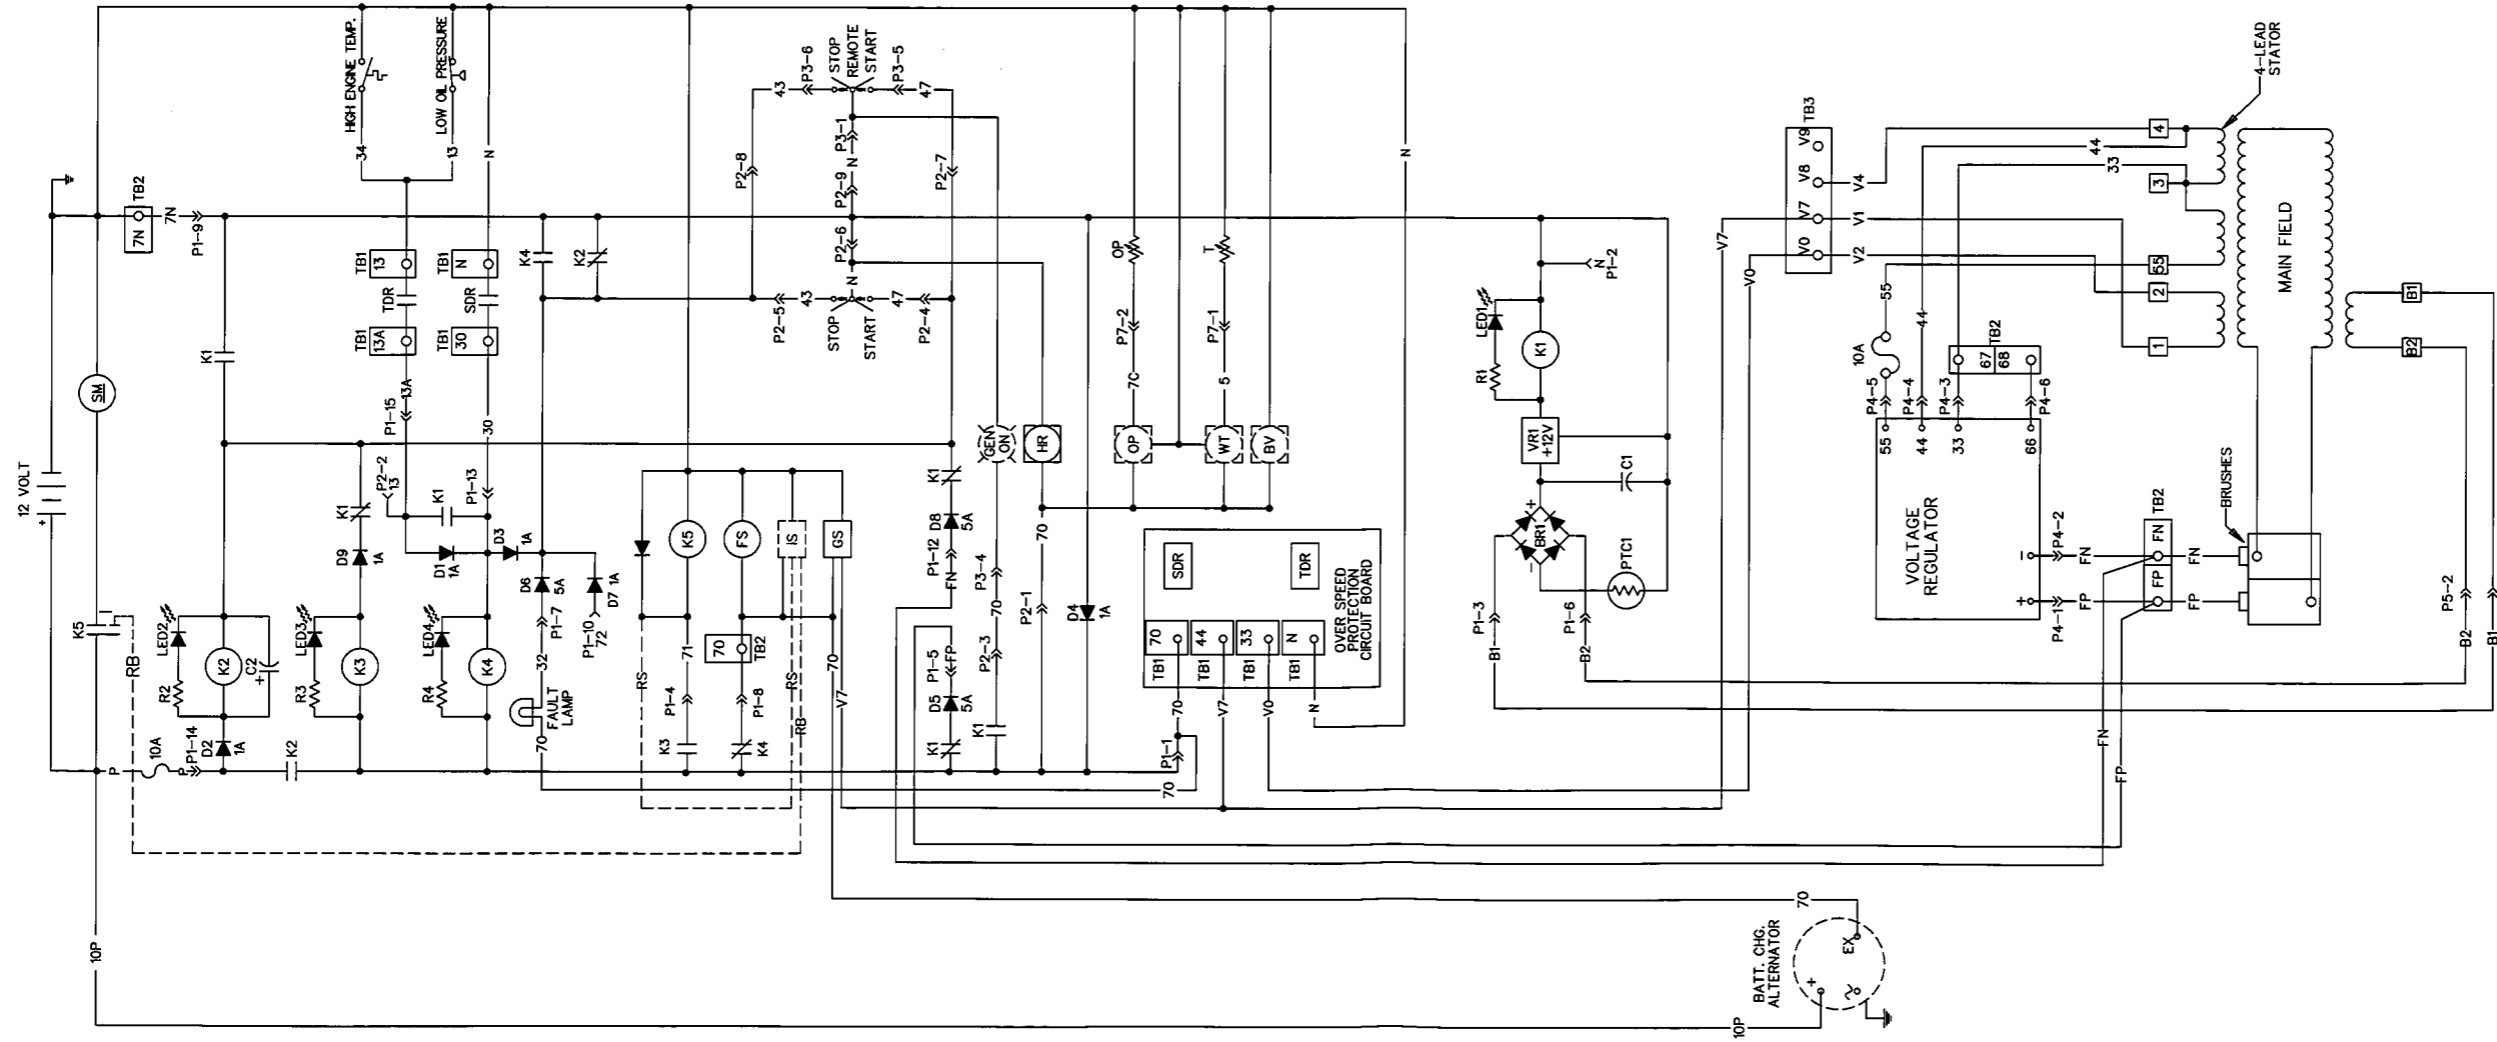 12 VOLT
+
SM
7N
TB2
7N
P1-9
K5
RB
P
10A
P
P1-14
D2
1A
R2
K2
LED2
C2
+
K2
K1
R3
K3
LED3
D9
1A
K1
R4
K4
LED4
HIGH ENGINE TEMP.
34
LOW OIL PRESSURE
13
N
TB1
13
TDR
TB1
13A
13A
P1-15
P2-2
13
K1
D1
1A
TB1
N
SDR
TB1
30
30
P1-13
D3
1A
K4
K2
D6
5A
P1-7
32
FAULT
LAMP
70
D7
1A
P1-10
72
RS
K5
71
P1-4
K3
FS
70
TB2
P1-8
K4
IS
RS
RB
GS
70
V7
P2-8
43
P3-6
STOP
REMOTE
START
P3-5
47
P3-1
N
P2-9
P2-7
P2-6
N
P2-5
43
STOP
START
47
P2-4
K1
D8
5A
P1-12
FN
P1-5
FP
D5
5A
K1
GEN
ON
P3-4
70
P2-3
K1
HR
70
P2-1
D4
1A
OP
P7-2
7C
OP
T
P7-1
5
WT
BV
N
SDR
TDR
OVER SPEED
PROTECTION
CIRCUIT BOARD
TB1
70
TB1
44
TB1
33
TB1
N
70
V7
V0
N
P1-1
70
LED1
R1
K1
N
P1-2
VR1
+12V
C1
+
BR1
-
PTC1
P1-3
B1
P1-6
B2
V7
V0
TB3
V0
V7
V8
V9
V2
V1
V4
44
33
4
3
55
2
1
4-LEAD
STATOR
MAIN FIELD
B1
B2
55
10A
44
67
68
TB2
P4-5
P4-4
P4-3
P4-6
55
44
33
66
VOLTAGE
REGULATOR
-
+
P4-2
P4-1
FN
FP
FN
FP
TB2
FN
FP
BRUSHES
P5-2
B2
B1
FN
FP
70
BATT. CHG.
ALTERNATOR
EX
+
10P
10P